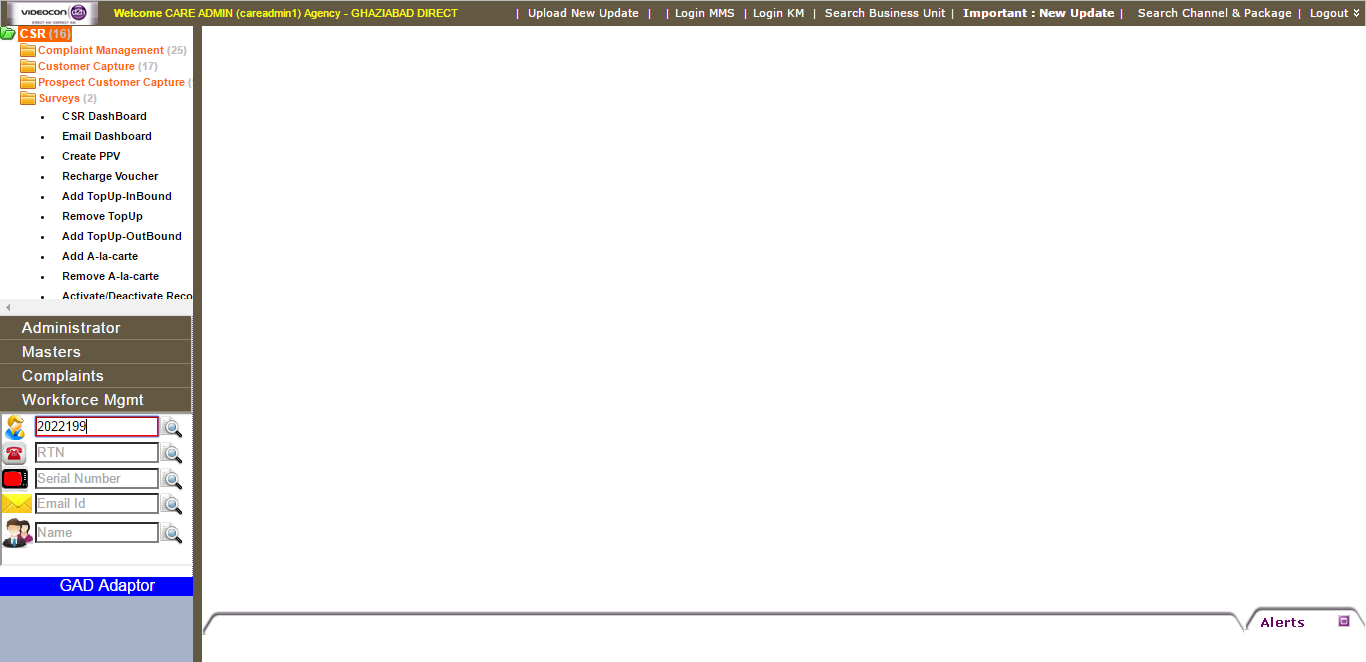 VIDEOCON d2h Welcome CARE ADMIN (careadmin1) Agency - GHAZIABAD DIRECT | Upload New Update | | Login MMS | Login KM | Search Business Unit | Important : New Update | Search Channel & Package | Logout
DIRECT HAI CORRECT HAI
CSR (16)
Complaint Management (25)
Customer Capture (17)
Prospect Customer Capture (
Surveys (2)
• CSR DashBoard
• Email Dashboard
• Create PPV
• Recharge Voucher
• Add TopUp-InBound
• Remove TopUp
• Add TopUp-OutBound
• Add A-la-carte
• Remove A-la-carte
• Activate/Deactivate Reco
Administrator
Masters
Complaints
Workforce Mgmt
2022199
RTN
Serial Number
Email Id
Name
GAD Adaptor
Alerts